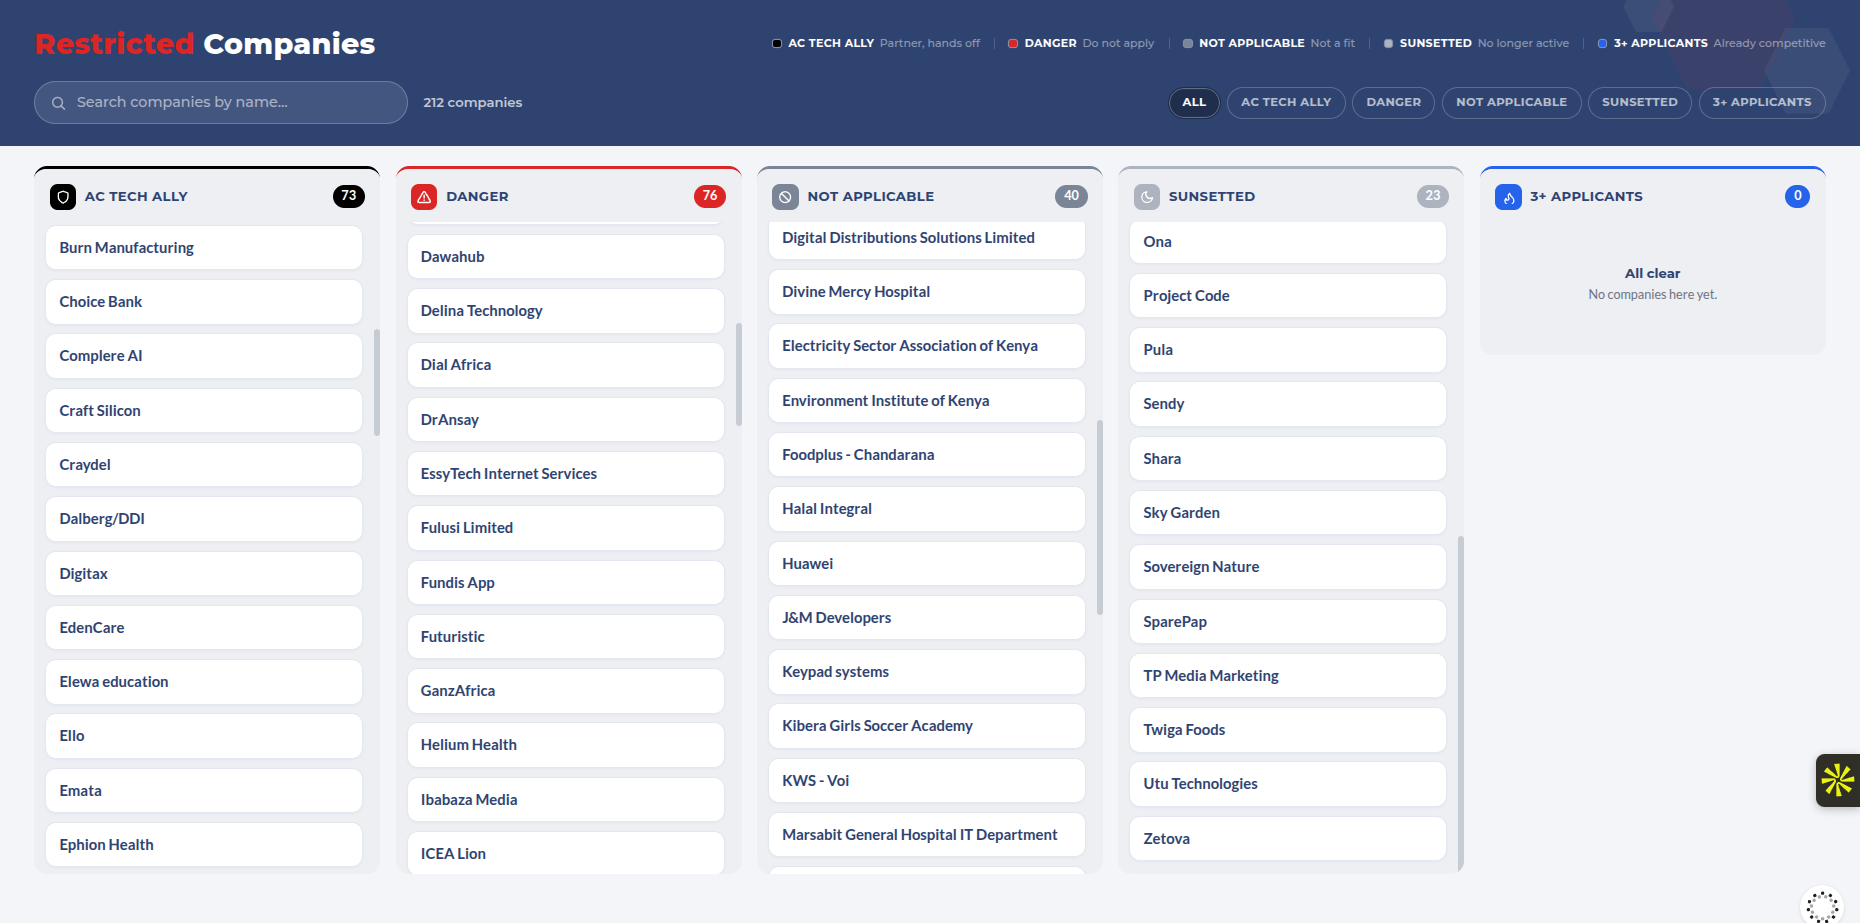 Restricted Companies
AC TECH ALLY Partner, hands off
DANGER Do not apply
NOT APPLICABLE Not a fit
SUNSETTED No longer active
3+ APPLICANTS Already competitive
Search companies by name...
212 companies
ALL
AC TECH ALLY
DANGER
NOT APPLICABLE
SUNSETTED
3+ APPLICANTS
AC TECH ALLY 73
Burn Manufacturing
Choice Bank
Complere AI
Craft Silicon
Craydel
Dalberg/DDI
Digitax
EdenCare
Elewa education
Ello
Emata
Ephion Health
DANGER 76
Dawahub
Delina Technology
Dial Africa
DrAnsay
EssyTech Internet Services
Fulusi Limited
Fundis App
Futuristic
GanzAfrica
Helium Health
Ibabaza Media
ICEA Lion
NOT APPLICABLE 40
Digital Distributions Solutions Limited
Divine Mercy Hospital
Electricity Sector Association of Kenya
Environment Institute of Kenya
Foodplus - Chandarana
Halal Integral
Huawei
J&M Developers
Keypad systems
Kibera Girls Soccer Academy
KWS - Voi
Marsabit General Hospital IT Department
SUNSETTED 23
Ona
Project Code
Pula
Sendy
Shara
Sky Garden
Sovereign Nature
SparePap
TP Media Marketing
Twiga Foods
Utu Technologies
Zetova
3+ APPLICANTS 0
All clear
No companies here yet.